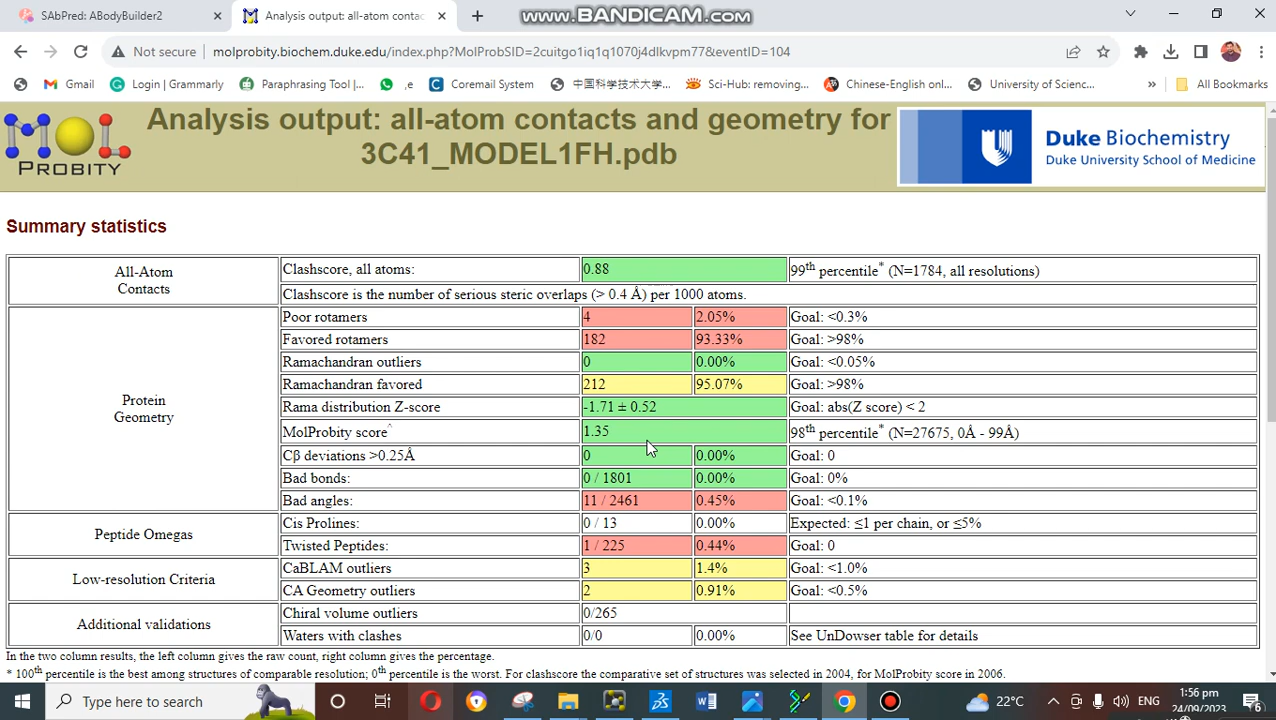 SAbPred: ABodyBuilder2
Analysis output: all-atom contac
www.BANDICAM.com
Not secure
molprobity.biochem.duke.edu/index.php?MolProbSID=2cuitgo1iq1q1070j4dlkvpm77&eventID=104
Gmail
Login | Grammarly
Paraphrasing Tool |...
,e
Coremail System
中国科学技术大学...
Sci-Hub: removing...
Chinese-English onl...
University of Scienc...
»
All Bookmarks
MOL
PROBITY
Analysis output: all-atom contacts and geometry for
3C41_MODEL1FH.pdb
Duke Biochemistry
Duke University School of Medicine
Summary statistics
All-Atom
Contacts
Clashscore, all atoms: 0.88 99th percentile* (N=1784, all resolutions)
Clashscore is the number of serious steric overlaps (> 0.4 Å) per 1000 atoms.
Protein
Geometry
Poor rotamers 4 2.05% Goal: <0.3%
Favored rotamers 182 93.33% Goal: >98%
Ramachandran outliers 0 0.00% Goal: <0.05%
Ramachandran favored 212 95.07% Goal: >98%
Rama distribution Z-score -1.71 ± 0.52 Goal: abs(Z score) < 2
MolProbity score^ 1.35 98th percentile* (N=27675, 0Å - 99Å)
Cβ deviations >0.25Å 0 0.00% Goal: 0
Bad bonds: 0 / 1801 0.00% Goal: 0%
Bad angles: 11 / 2461 0.45% Goal: <0.1%
Peptide Omegas
Cis Prolines: 0 / 13 0.00% Expected: ≤1 per chain, or ≤5%
Twisted Peptides: 1 / 225 0.44% Goal: 0
Low-resolution Criteria
CaBLAM outliers 3 1.4% Goal: <1.0%
CA Geometry outliers 2 0.91% Goal: <0.5%
Additional validations
Chiral volume outliers 0/265
Waters with clashes 0/0 0.00% See UnDowser table for details
In the two column results, the left column gives the raw count, right column gives the percentage.
* 100th percentile is the best among structures of comparable resolution; 0th percentile is the worst. For clashscore the comparative set of structures was selected in 2004, for MolProbity score in 2006.
Type here to search
22°C
ENG
1:56 pm
24/09/2023
6